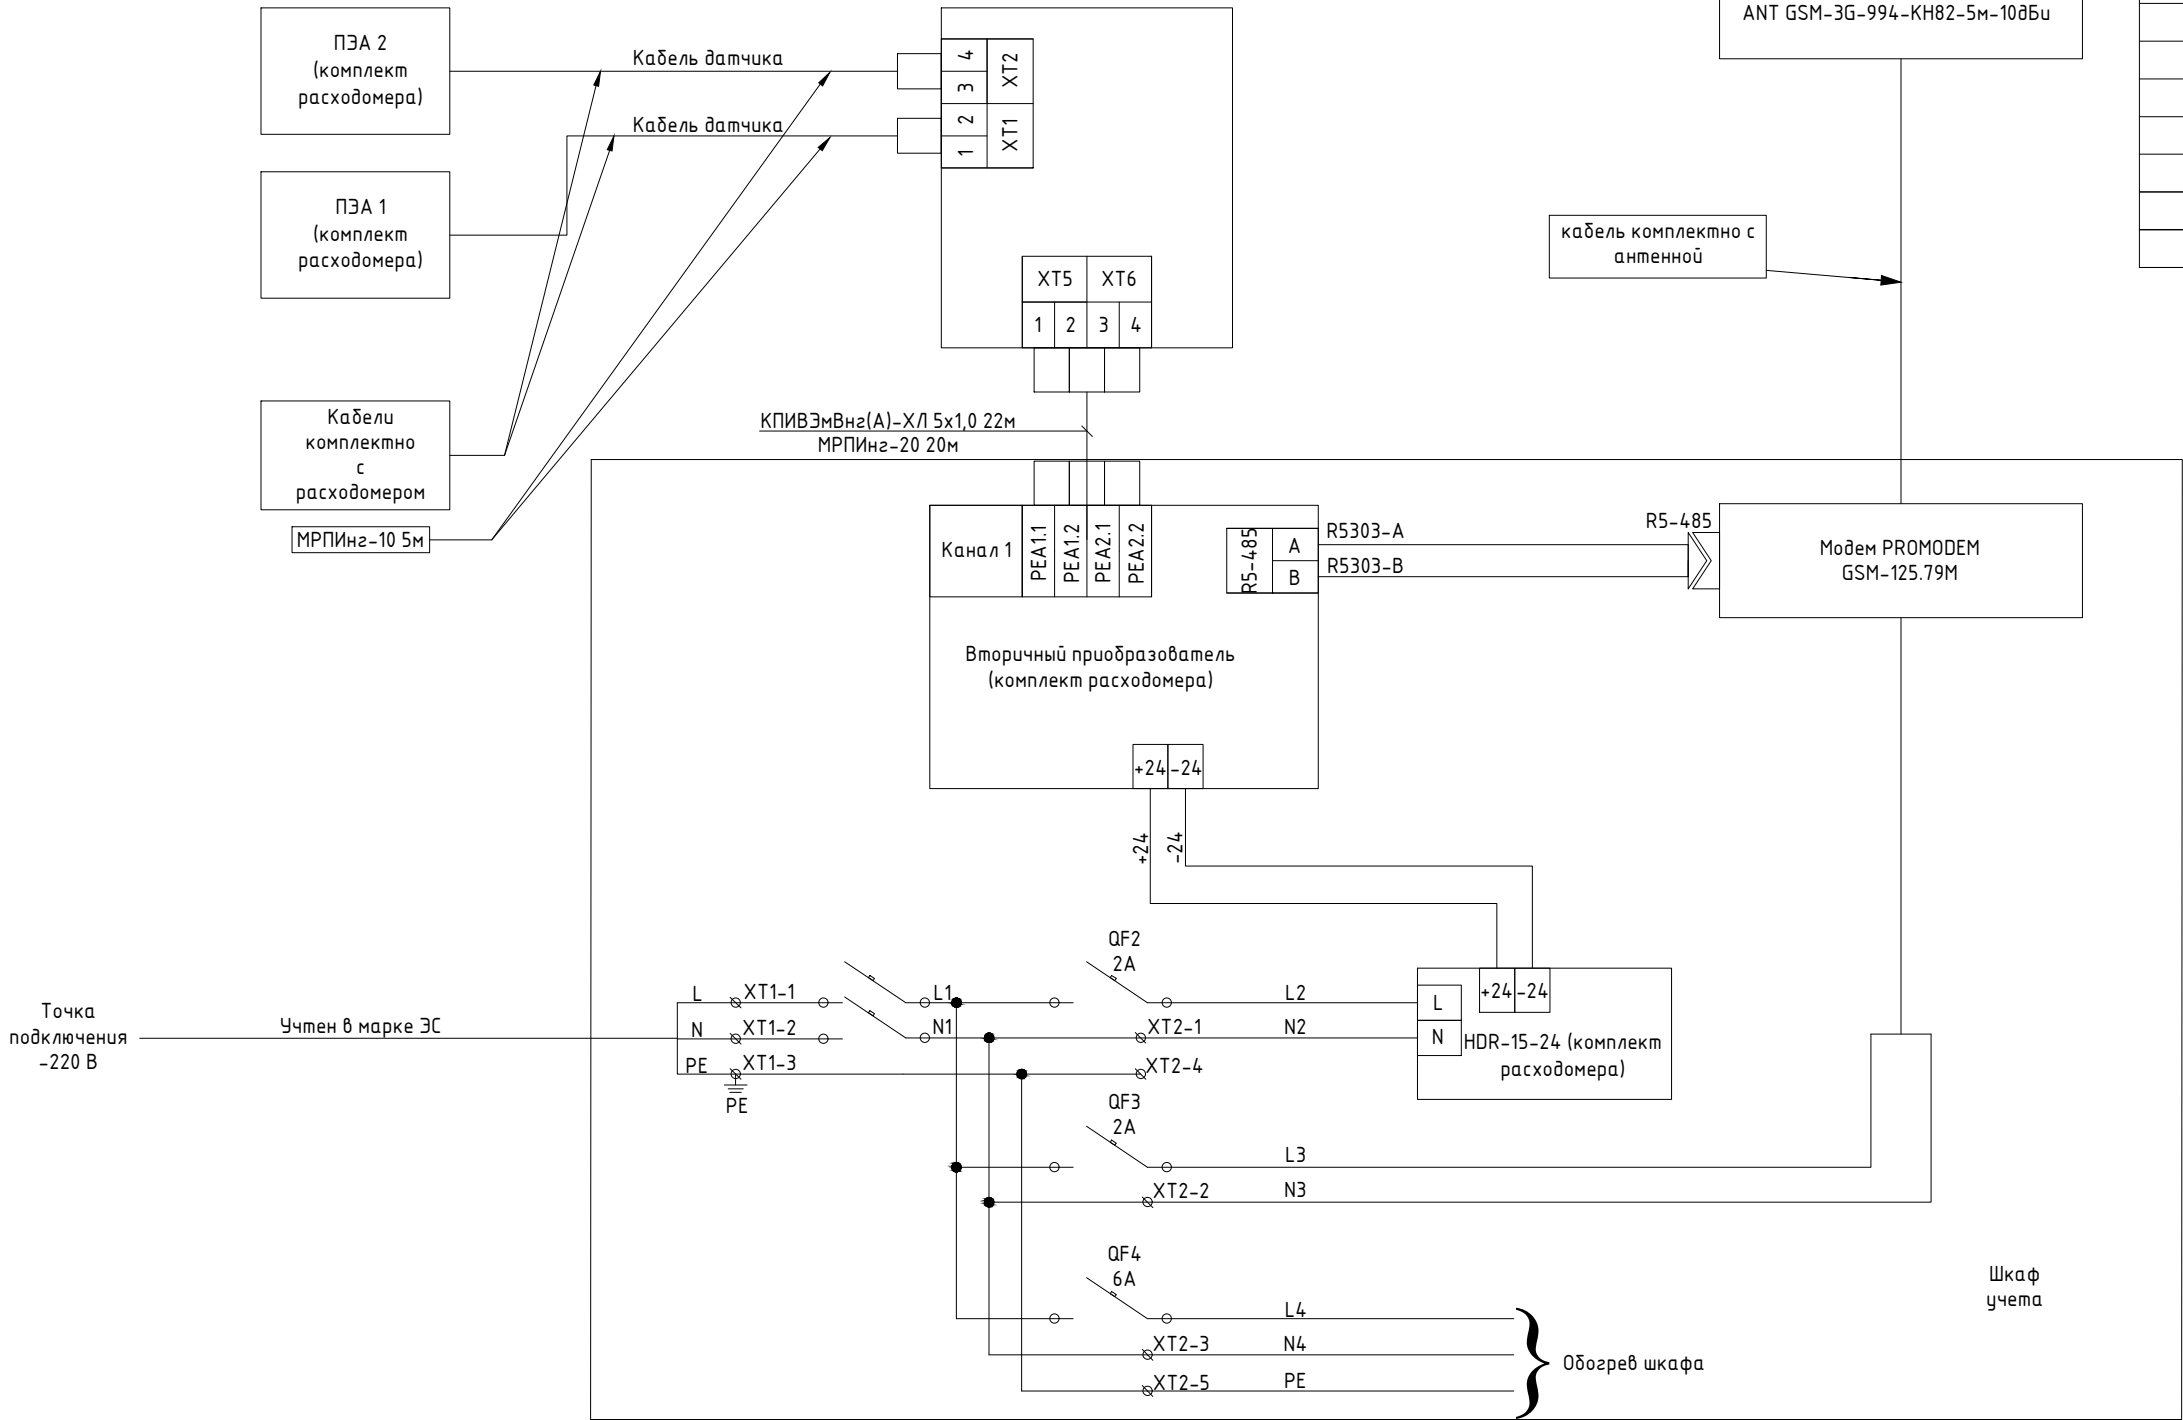 ANT GSM-3G-994-КН82-5м-10дБи
ПЭА 2
(комплект
расходомера)
Кабель датчика
4
3
XT2
Кабель датчика
2
1
XT1
ПЭА 1
(комплект
расходомера)
кабель комплектно с
антенной
XT5
XT6
1
2
3
4
Кабели
комплектно
с
расходомером
КПИВЭмВнг(А)-ХЛ 5х1,0 22м
МРПИнг-20 20м
МРПИнг-10 5м
Канал 1
PEA1.1
PEA1.2
PEA2.1
PEA2.2
R5-485
A
B
R5303-A
R5303-B
R5-485
Модем PROMODEM
GSM-125.79М
Вторичный приобразователь
(комплект расходомера)
+24
-24
+24
-24
Точка
подключения
-220 В
Учтен в марке ЭС
L
N
PE
XT1-1
XT1-2
XT1-3
PE
L1
N1
QF2
2A
L2
XT2-1
N2
XT2-4
L
N
+24
-24
HDR-15-24 (комплект
расходомера)
QF3
2A
L3
XT2-2
N3
QF4
6A
L4
XT2-3
N4
XT2-5
PE
Обогрев шкафа
Шкаф
учета